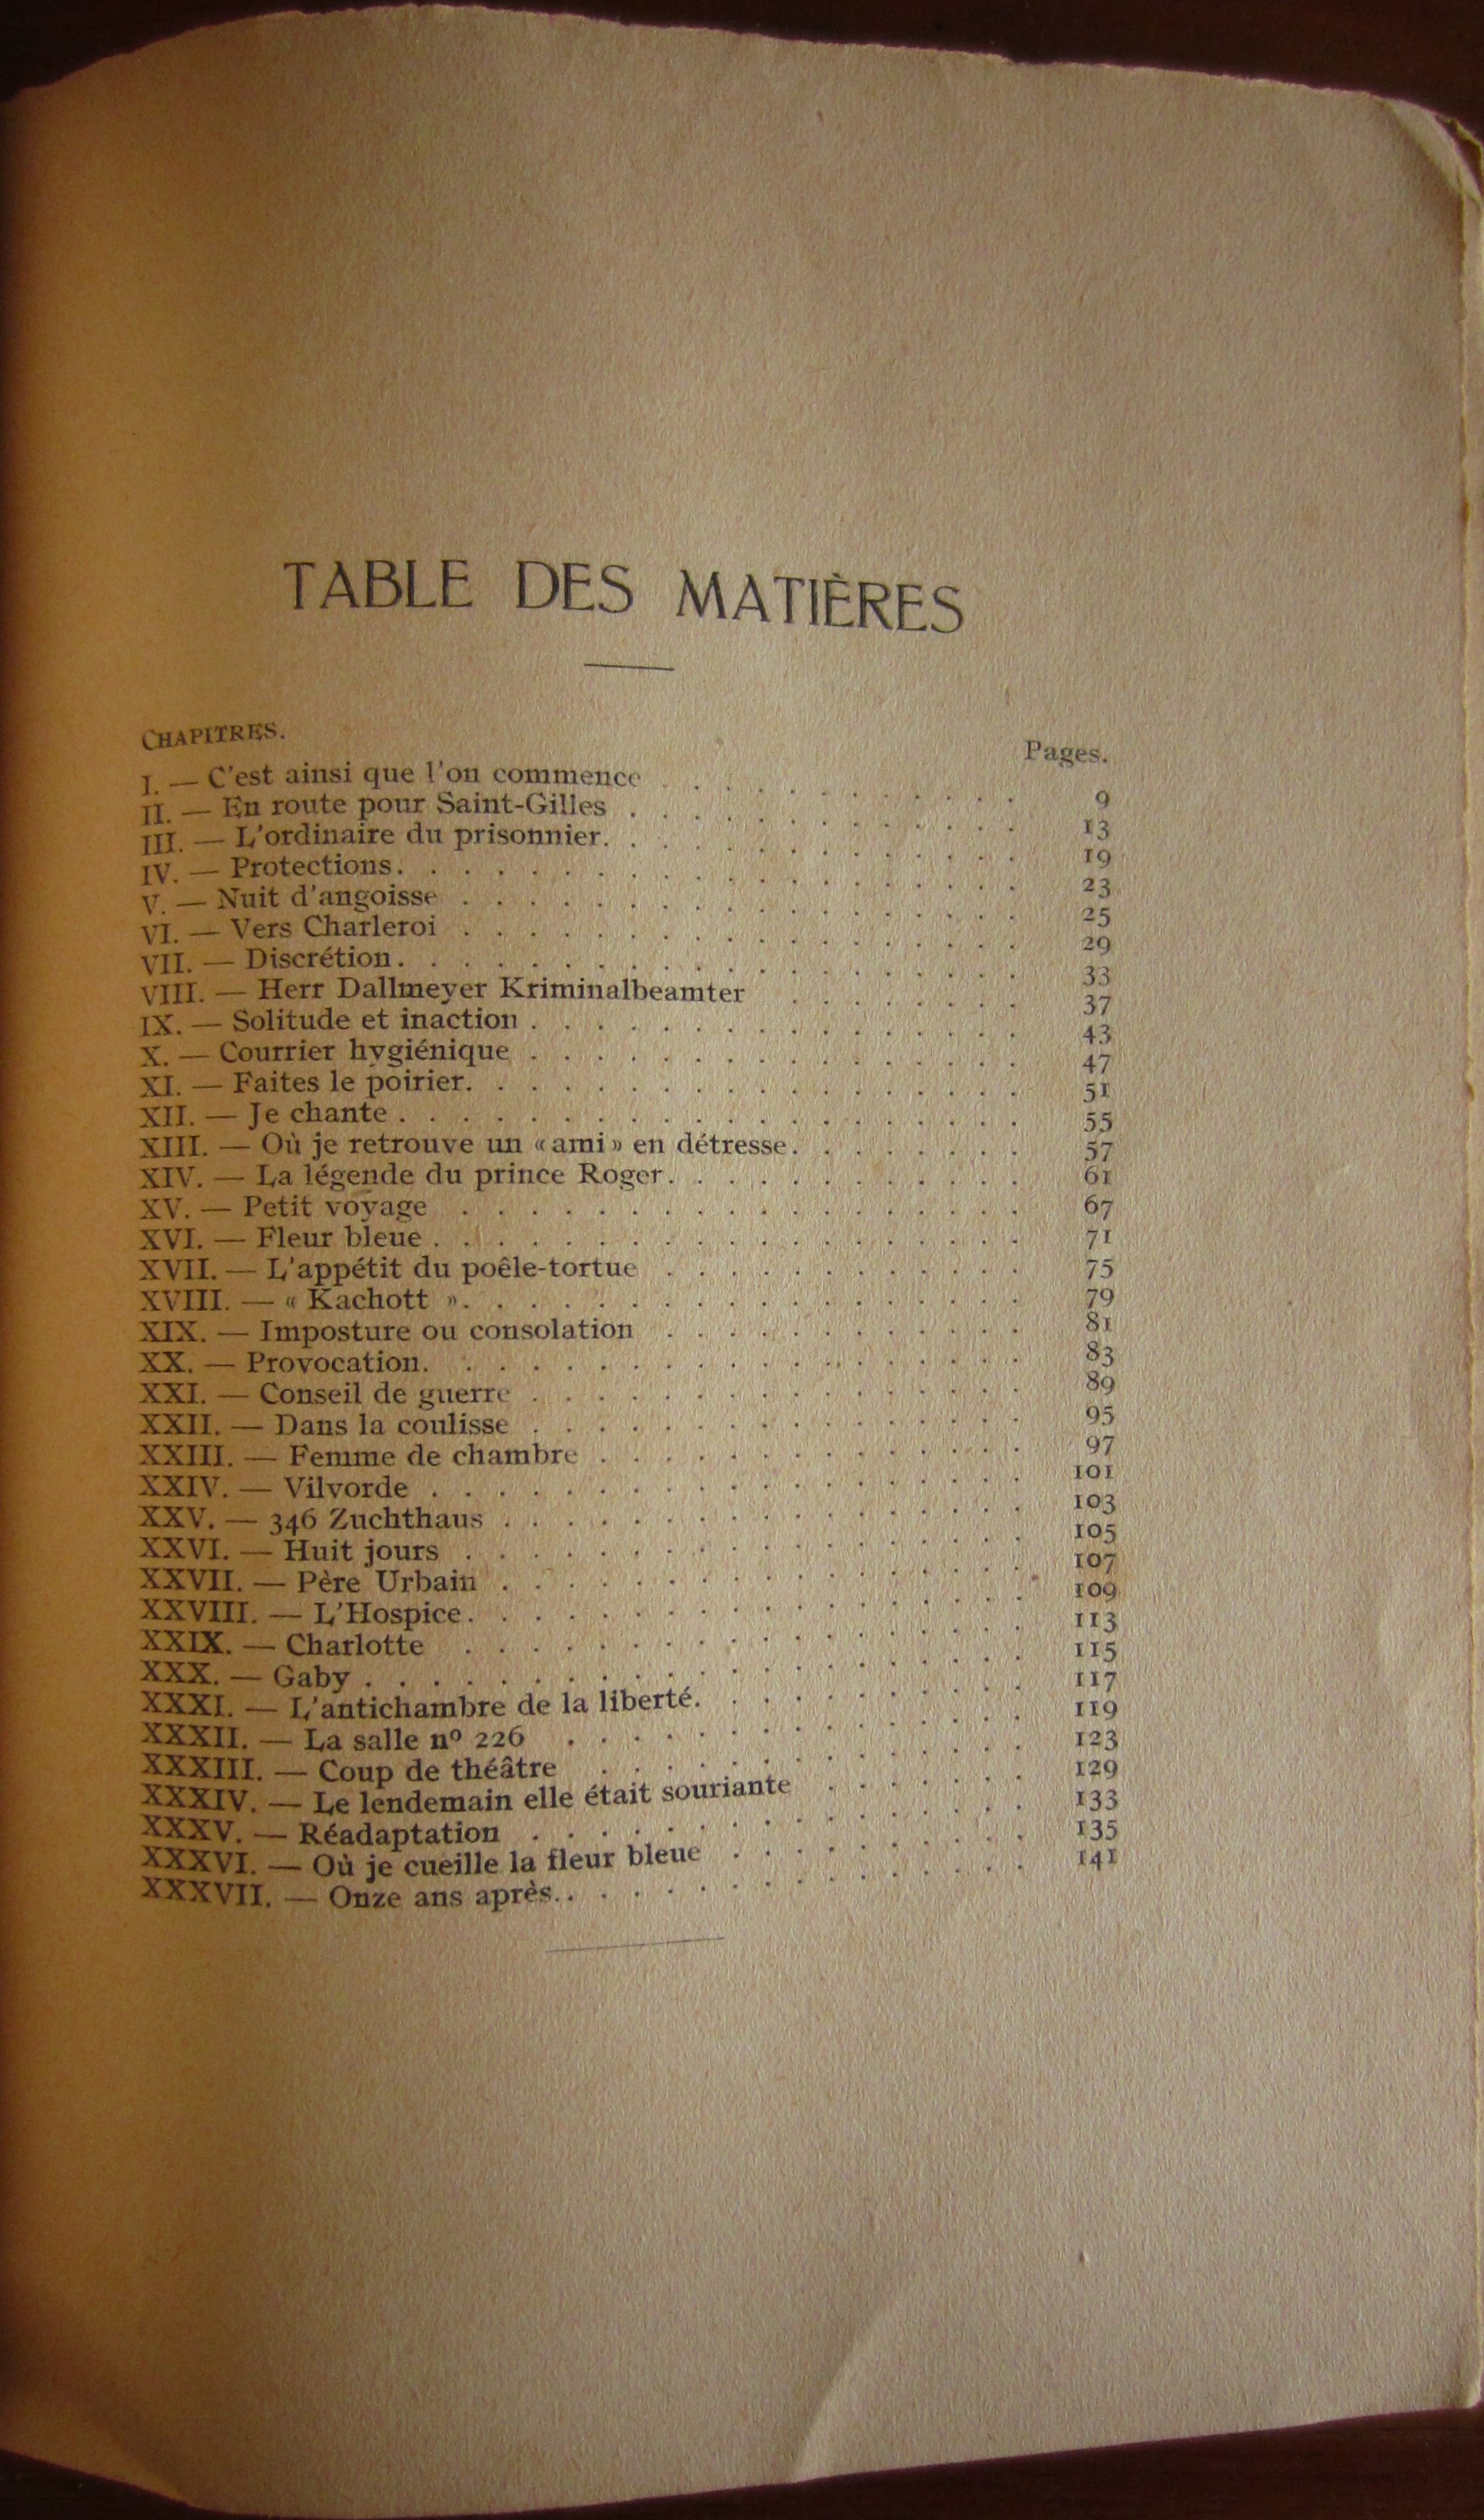 TABLE DES MATIÈRES
CHAPITRES. Pages.
I. — C'est ainsi que l'on commence . . . . . . . . . . . 9
II. — En route pour Saint-Gilles . . . . . . . . . . . . 13
III. — L'ordinaire du prisonnier. . . . . . . . . . . . . 19
IV. — Protections. . . . . . . . . . . . . . . . . . . 23
V. — Nuit d'angoisse . . . . . . . . . . . . . . . . . 25
VI. — Vers Charleroi . . . . . . . . . . . . . . . . . 29
VII. — Discrétion. . . . . . . . . . . . . . . . . . . 33
VIII. — Herr Dallmeyer Kriminalbeamter . . . . . . . . 37
IX. — Solitude et inaction . . . . . . . . . . . . . . . 43
X. — Courrier hygiénique . . . . . . . . . . . . . . . 47
XI. — Faites le poirier. . . . . . . . . . . . . . . . . 51
XII. — Je chante . . . . . . . . . . . . . . . . . . . 55
XIII. — Où je retrouve un « ami » en détresse. . . . . . . . 57
XIV. — La légende du prince Roger. . . . . . . . . . . . 61
XV. — Petit voyage . . . . . . . . . . . . . . . . . 67
XVI. — Fleur bleue . . . . . . . . . . . . . . . . . . 71
XVII. — L'appétit du poêle-tortue . . . . . . . . . . . 75
XVIII. — « Kachott ». . . . . . . . . . . . . . . . . . 79
XIX. — Imposture ou consolation . . . . . . . . . . . 81
XX. — Provocation. . . . . . . . . . . . . . . . . . . 83
XXI. — Conseil de guerre . . . . . . . . . . . . . . . 89
XXII. — Dans la coulisse . . . . . . . . . . . . . . . 95
XXIII. — Femme de chambre . . . . . . . . . . . . . 97
XXIV. — Vilvorde . . . . . . . . . . . . . . . . . . 101
XXV. — 346 Zuchthaus . . . . . . . . . . . . . . . . 103
XXVI. — Huit jours . . . . . . . . . . . . . . . . . 105
XXVII. — Père Urbain . . . . . . . . . . . . . . . . 107
XXVIII. — L'Hospice. . . . . . . . . . . . . . . . . 109
XXIX. — Charlotte . . . . . . . . . . . . . . . . . 113
XXX. — Gaby . . . . . . . . . . . . . . . . . . . . 115
XXXI. — L'antichambre de la liberté. . . . . . . . . . . 117
XXXII. — La salle nº 226 . . . . . . . . . . . . . . 119
XXXIII. — Coup de théâtre . . . . . . . . . . . . . 123
XXXIV. — Le lendemain elle était souriante . . . . . . . 129
XXXV. — Réadaptation . . . . . . . . . . . . . . . 133
XXXVI. — Où je cueille la fleur bleue . . . . . . . . . 135
XXXVII. — Onze ans après. . . . . . . . . . . . . . . 141